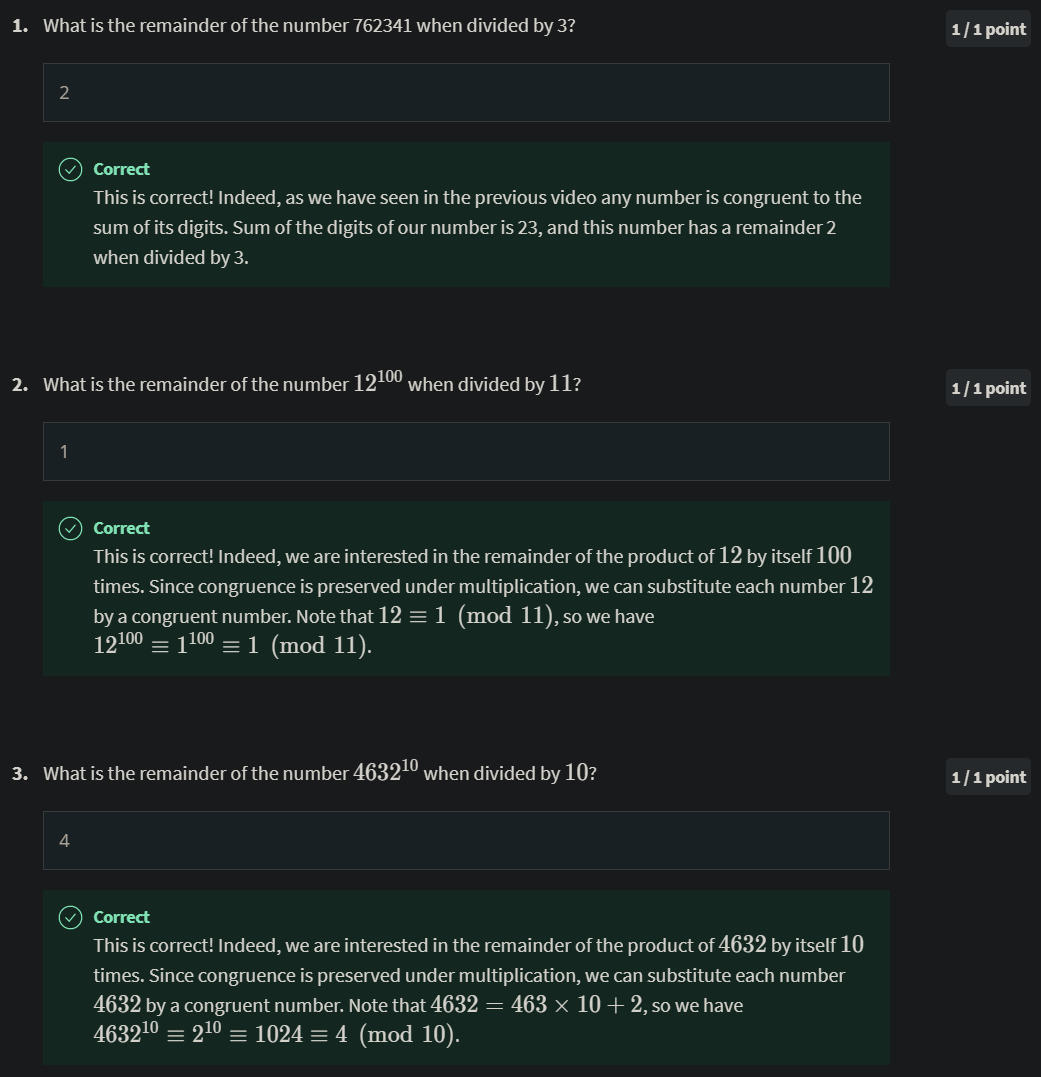 1. What is the remainder of the number 762341 when divided by 3?
1 / 1 point
2
Correct
This is correct! Indeed, as we have seen in the previous video any number is congruent to the
sum of its digits. Sum of the digits of our number is 23, and this number has a remainder 2
when divided by 3.
2. What is the remainder of the number 12^100 when divided by 11?
1 / 1 point
1
Correct
This is correct! Indeed, we are interested in the remainder of the product of 12 by itself 100
times. Since congruence is preserved under multiplication, we can substitute each number 12
by a congruent number. Note that 12 ≡ 1 (mod 11), so we have
12^100 ≡ 1^100 ≡ 1 (mod 11).
3. What is the remainder of the number 4632^10 when divided by 10?
1 / 1 point
4
Correct
This is correct! Indeed, we are interested in the remainder of the product of 4632 by itself 10
times. Since congruence is preserved under multiplication, we can substitute each number
4632 by a congruent number. Note that 4632 = 463 × 10 + 2, so we have
4632^10 ≡ 2^10 ≡ 1024 ≡ 4 (mod 10).